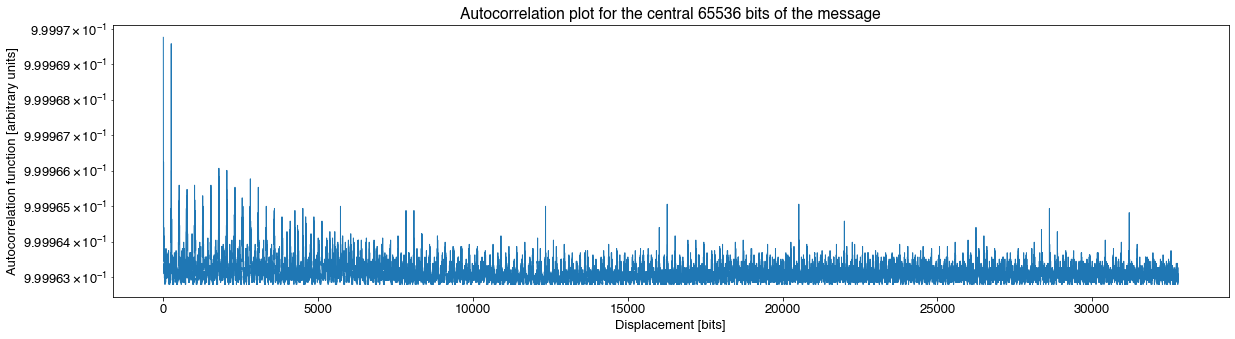 Autocorrelation plot for the central 65536 bits of the message
Autocorrelation function [arbitrary units]
9.9997 × 10⁻¹
9.99969 × 10⁻¹
9.99968 × 10⁻¹
9.99967 × 10⁻¹
9.99966 × 10⁻¹
9.99965 × 10⁻¹
9.99964 × 10⁻¹
9.99963 × 10⁻¹
0 5000 10000 15000 20000 25000 30000
Displacement [bits]